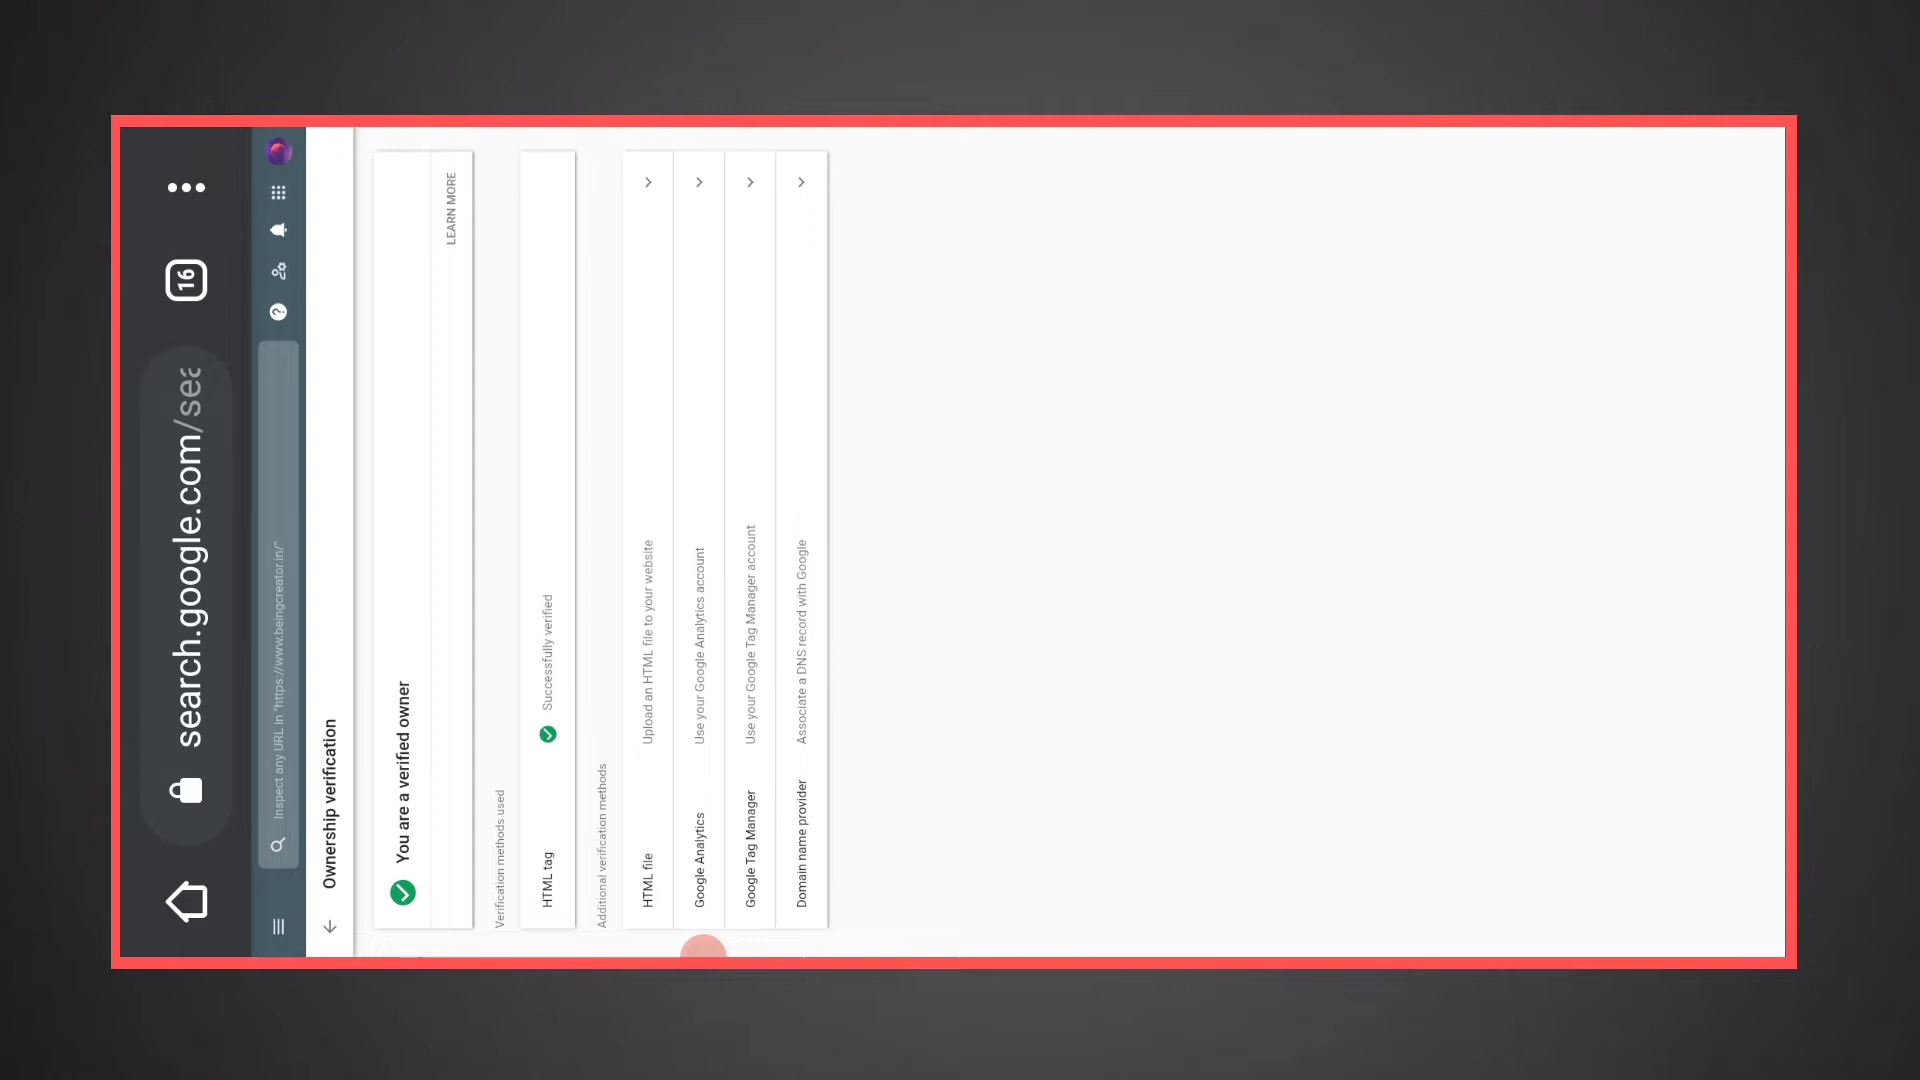 search.google.com/sec
16
Inspect any URL in "https://www.beingcreator.in/"
Ownership verification
You are a verified owner
LEARN MORE
Verification methods used
HTML tag Successfully verified
Additional verification methods
HTML file Upload an HTML file to your website
Google Analytics Use your Google Analytics account
Google Tag Manager Use your Google Tag Manager account
Domain name provider Associate a DNS record with Google